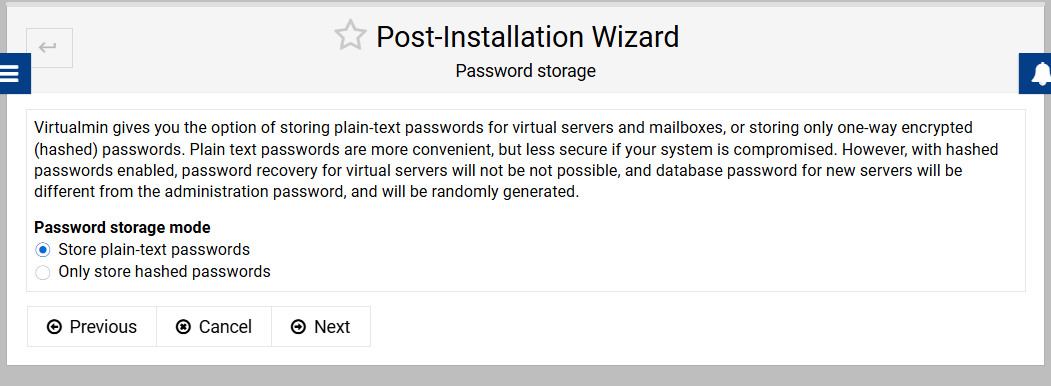 Post-Installation Wizard
Password storage
Virtualmin gives you the option of storing plain-text passwords for virtual servers and mailboxes, or storing only one-way encrypted
(hashed) passwords. Plain text passwords are more convenient, but less secure if your system is compromised. However, with hashed
passwords enabled, password recovery for virtual servers will not be not possible, and database password for new servers will be
different from the administration password, and will be randomly generated.
Password storage mode
Store plain-text passwords
Only store hashed passwords
Previous Cancel Next